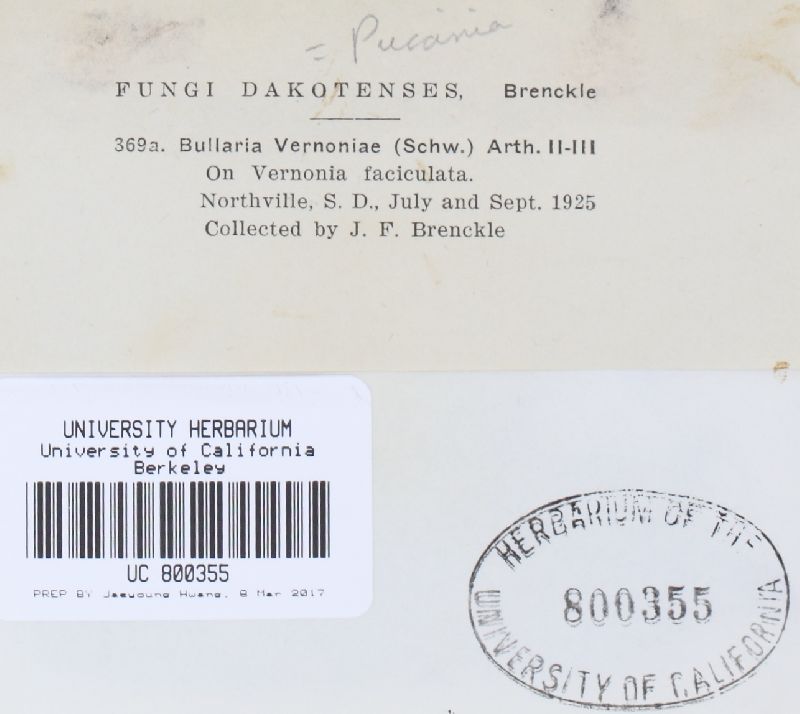 = Puccinia
FUNGI DAKOTENSES, Brenckle
369a. Bullaria Vernoniae (Schw.) Arth. II-III
On Vernonia faciculata.
Northville, S. D., July and Sept. 1925
Collected by J. F. Brenckle
UNIVERSITY HERBARIUM
University of California
Berkeley
UC 800355
PREP BY Jaeyoung Hwang, 8 Mar 2017
HERBARIUM OF THE
800355
UNIVERSITY OF CALIFORNIA